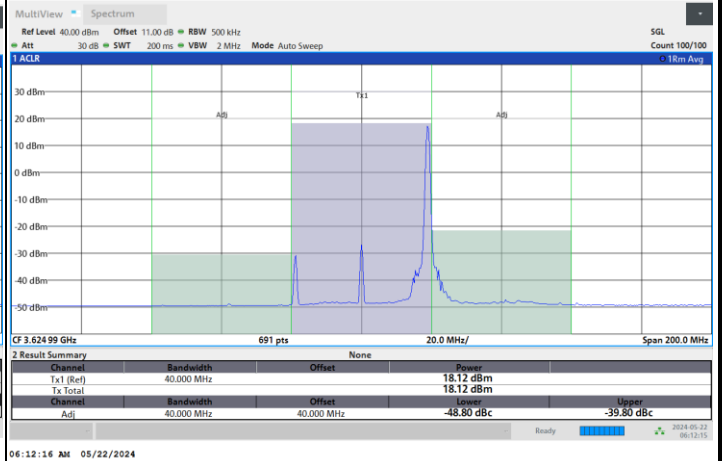 MultiView Spectrum
Ref Level 40.00 dBm Offset 11.00 dB RBW 500 kHz SGL
Att 30 dB SWT 200 ms VBW 2 MHz Mode Auto Sweep Count 100/100
1 ACLR 1Rm Avg
30 dBm
Tx1
20 dBm
Adj Adj
10 dBm
0 dBm
-10 dBm
-20 dBm
-30 dBm
-40 dBm
-50 dBm
CF 3.624 99 GHz 691 pts 20.0 MHz/ Span 200.0 MHz
2 Result Summary None
Channel Bandwidth Offset Power
Tx1 (Ref) 40.000 MHz 18.12 dBm
Tx Total 18.12 dBm
Channel Bandwidth Offset Lower Upper
Adj 40.000 MHz 40.000 MHz -48.80 dBc -39.80 dBc
Ready 2024-05-22
06:12:15
06:12:16 AM 05/22/2024